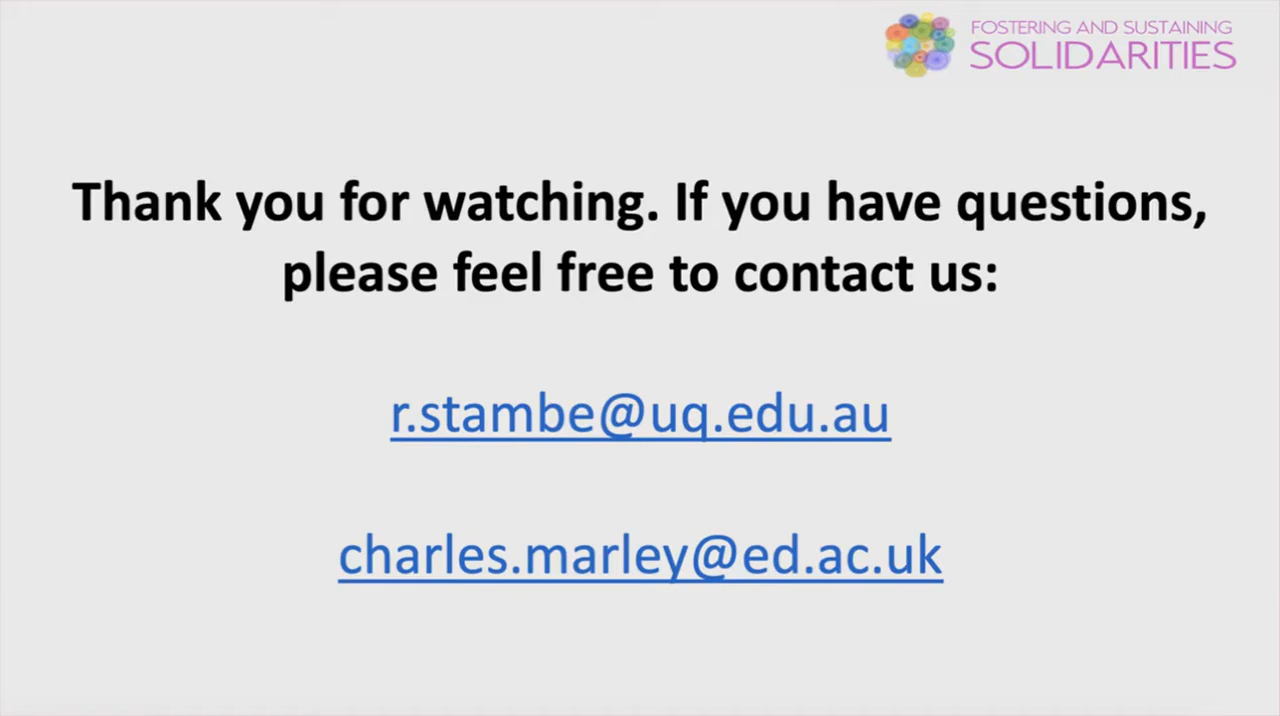 FOSTERING AND SUSTAINING
SOLIDARITIES
Thank you for watching. If you have questions,
please feel free to contact us:
r.stambe@uq.edu.au
charles.marley@ed.ac.uk